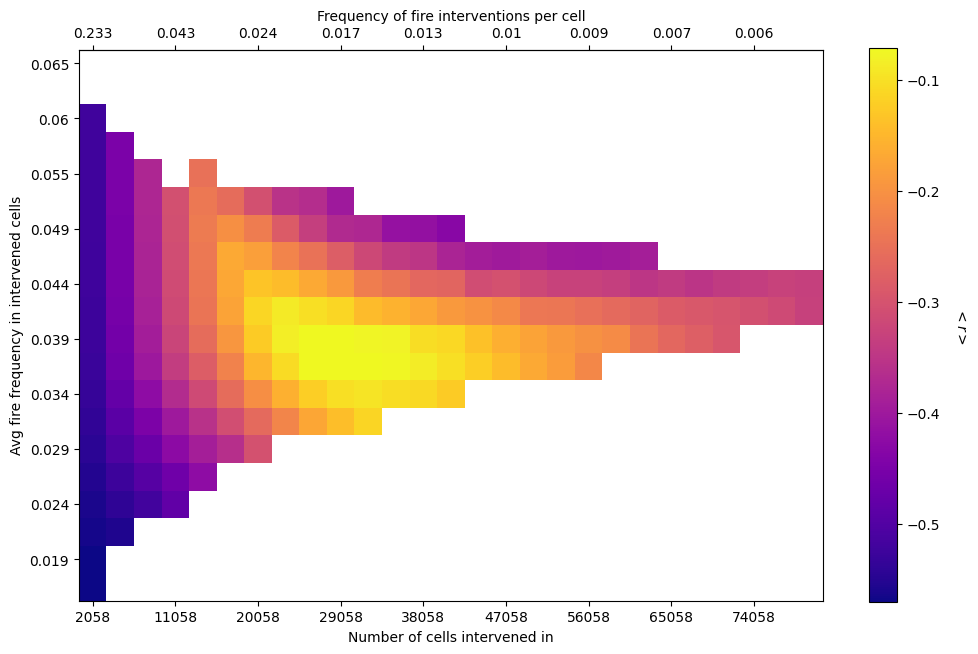 Frequency of fire interventions per cell
0.233 0.043 0.024 0.017 0.013 0.01 0.009 0.007 0.006
0.065
0.06
0.055
0.049
0.044
0.039
0.034
0.029
0.024
0.019
Avg fire frequency in intervened cells
2058 11058 20058 29058 38058 47058 56058 65058 74058
Number of cells intervened in
−0.1
−0.2
−0.3
−0.4
−0.5
< r >